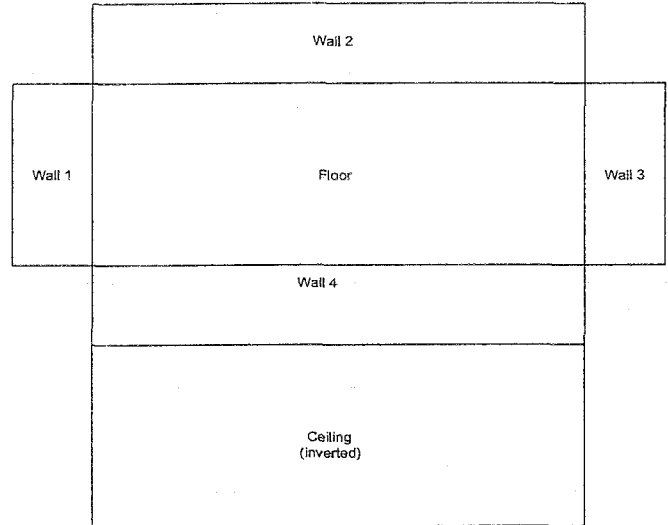 Wall 2
Wall 1
Floor
Wall 3
Wall 4
Ceiling
(inverted)